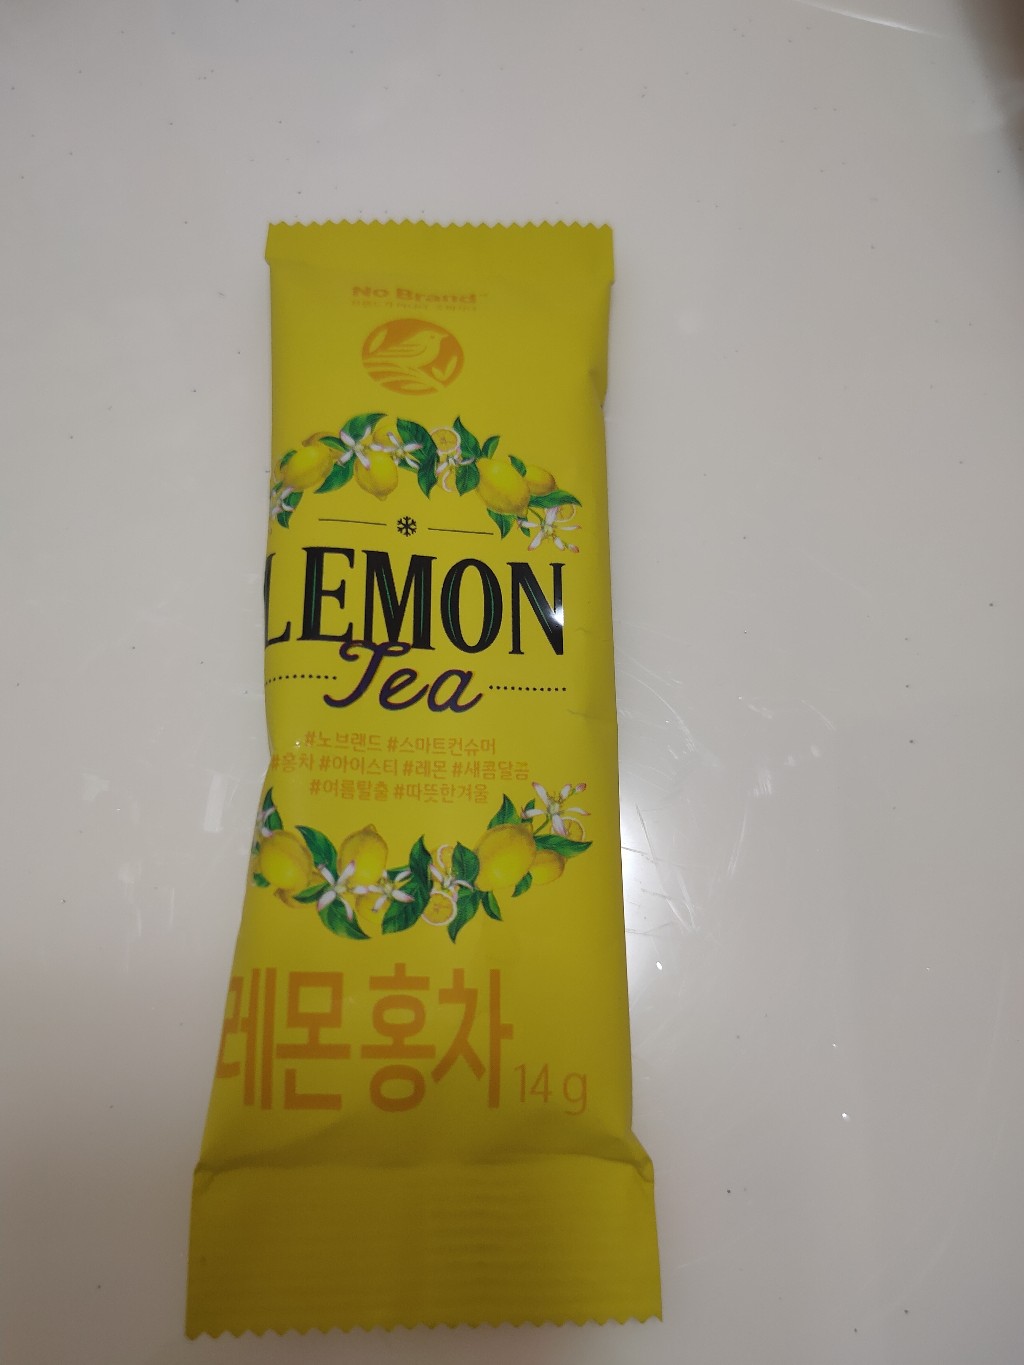 No Brand
LEMON
Tea
#노브랜드 #스마트컨슈머
#홍차 #아이스티 #레몬 #새콤달콤
#여름탈출 #따뜻한겨울
레몬 홍차 14 g